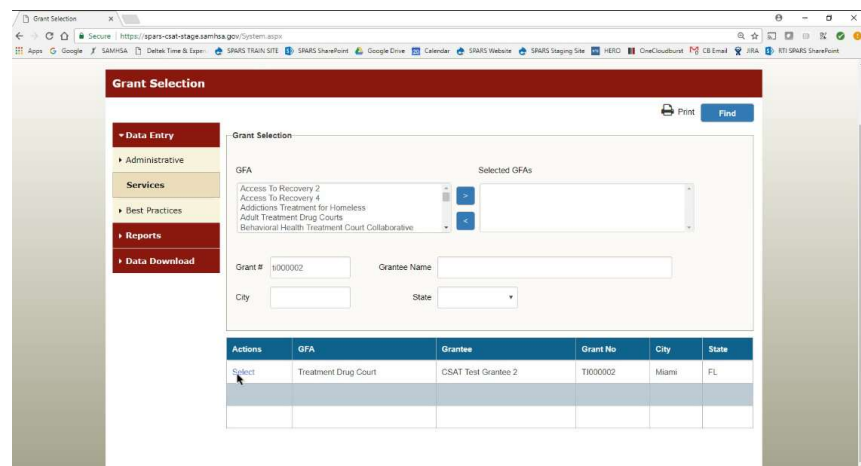 Grant Selection
Secure https://spars-csat-stage.samhsa.gov/System.aspx
Apps Google SAMHSA Deltek Time & Expen SPARS TRAIN SITE SPARS SharePoint Google Drive Calendar SPARS Website SPARS Staging Site HERO OneCloudburst CB Email JIRA RTI SPARS SharePoint
Grant Selection
Print Find
Data Entry
Administrative
Services
Best Practices
Reports
Data Download
Grant Selection
GFA Selected GFAs
Access To Recovery 2
Access To Recovery 4
Addictions Treatment for Homeless
Adult Treatment Drug Courts
Behavioral Health Treatment Court Collaborative
>
<
Grant # ti000002 Grantee Name
City State
Actions GFA Grantee Grant No City State
Select Treatment Drug Court CSAT Test Grantee 2 TI000002 Miami FL